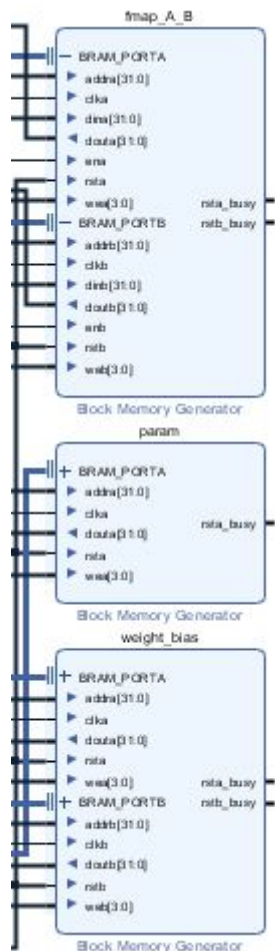 fmap_A_B
BRAM_PORTA
addra[31:0]
clka
dina[31:0]
douta[31:0]
ena
rsta
wea[3:0] rsta_busy
BRAM_PORTB rstb_busy
addrb[31:0]
clkb
dinb[31:0]
doutb[31:0]
enb
rstb
web[3:0]
Block Memory Generator
param
BRAM_PORTA
addra[31:0]
clka
douta[31:0] rsta_busy
rsta
wea[3:0]
Block Memory Generator
weight_bias
BRAM_PORTA
addra[31:0]
clka
douta[31:0]
rsta
wea[3:0] rsta_busy
BRAM_PORTB rstb_busy
addrb[31:0]
clkb
doutb[31:0]
rstb
web[3:0]
Block Memory Generator